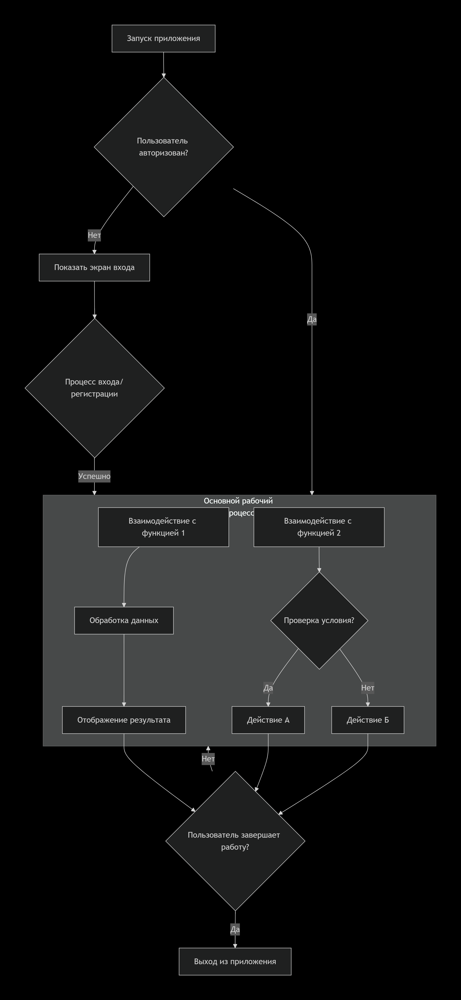 Запуск приложения
Пользователь
авторизован?
Нет
Показать экран входа
Да
Процесс входа/
регистрации
Успешно
Основной рабочий
роцесс
Взаимодействие с
функцией 1
Взаимодействие с
функцией 2
Обработка данных
Проверка условия?
Да
Нет
Отображение результата
Действие А
Действие Б
Нет
Пользователь завершает
работу?
Да
Выход из приложения